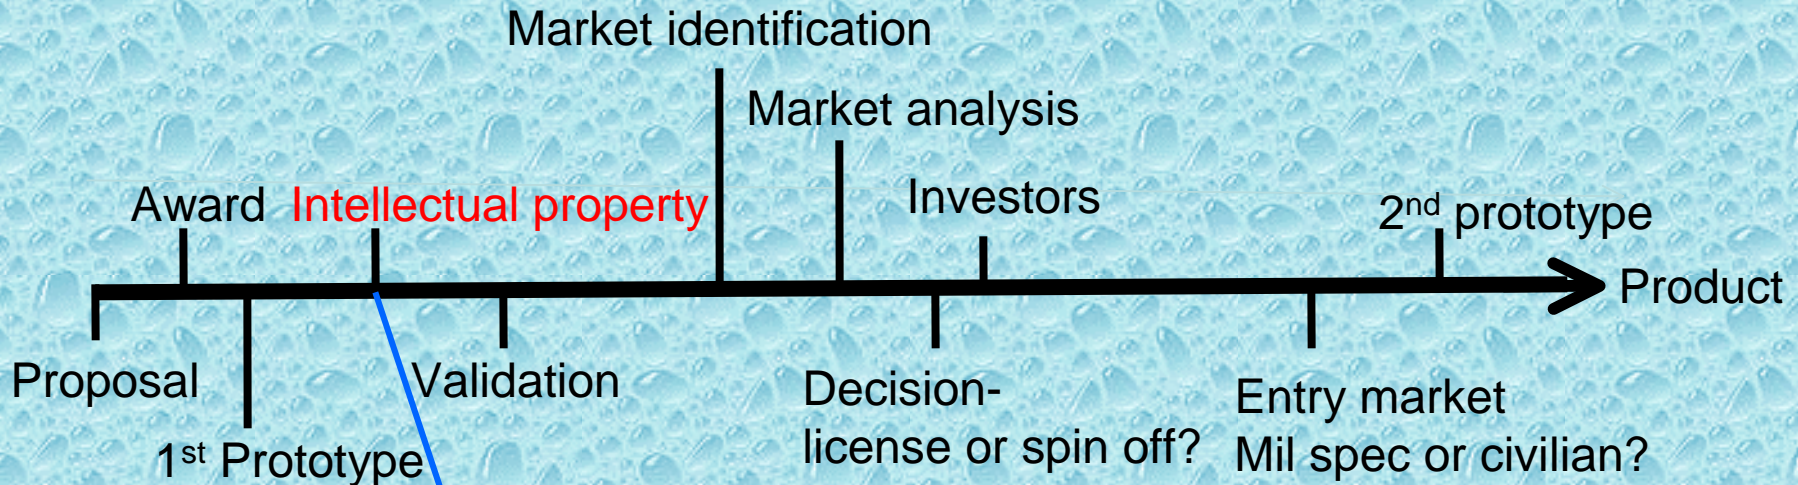 Market identification
Market analysis
Award Intellectual property
Investors
2nd prototype
Product
Proposal
Validation
Decision-
license or spin off?
Entry market
Mil spec or civilian?
1st Prototype